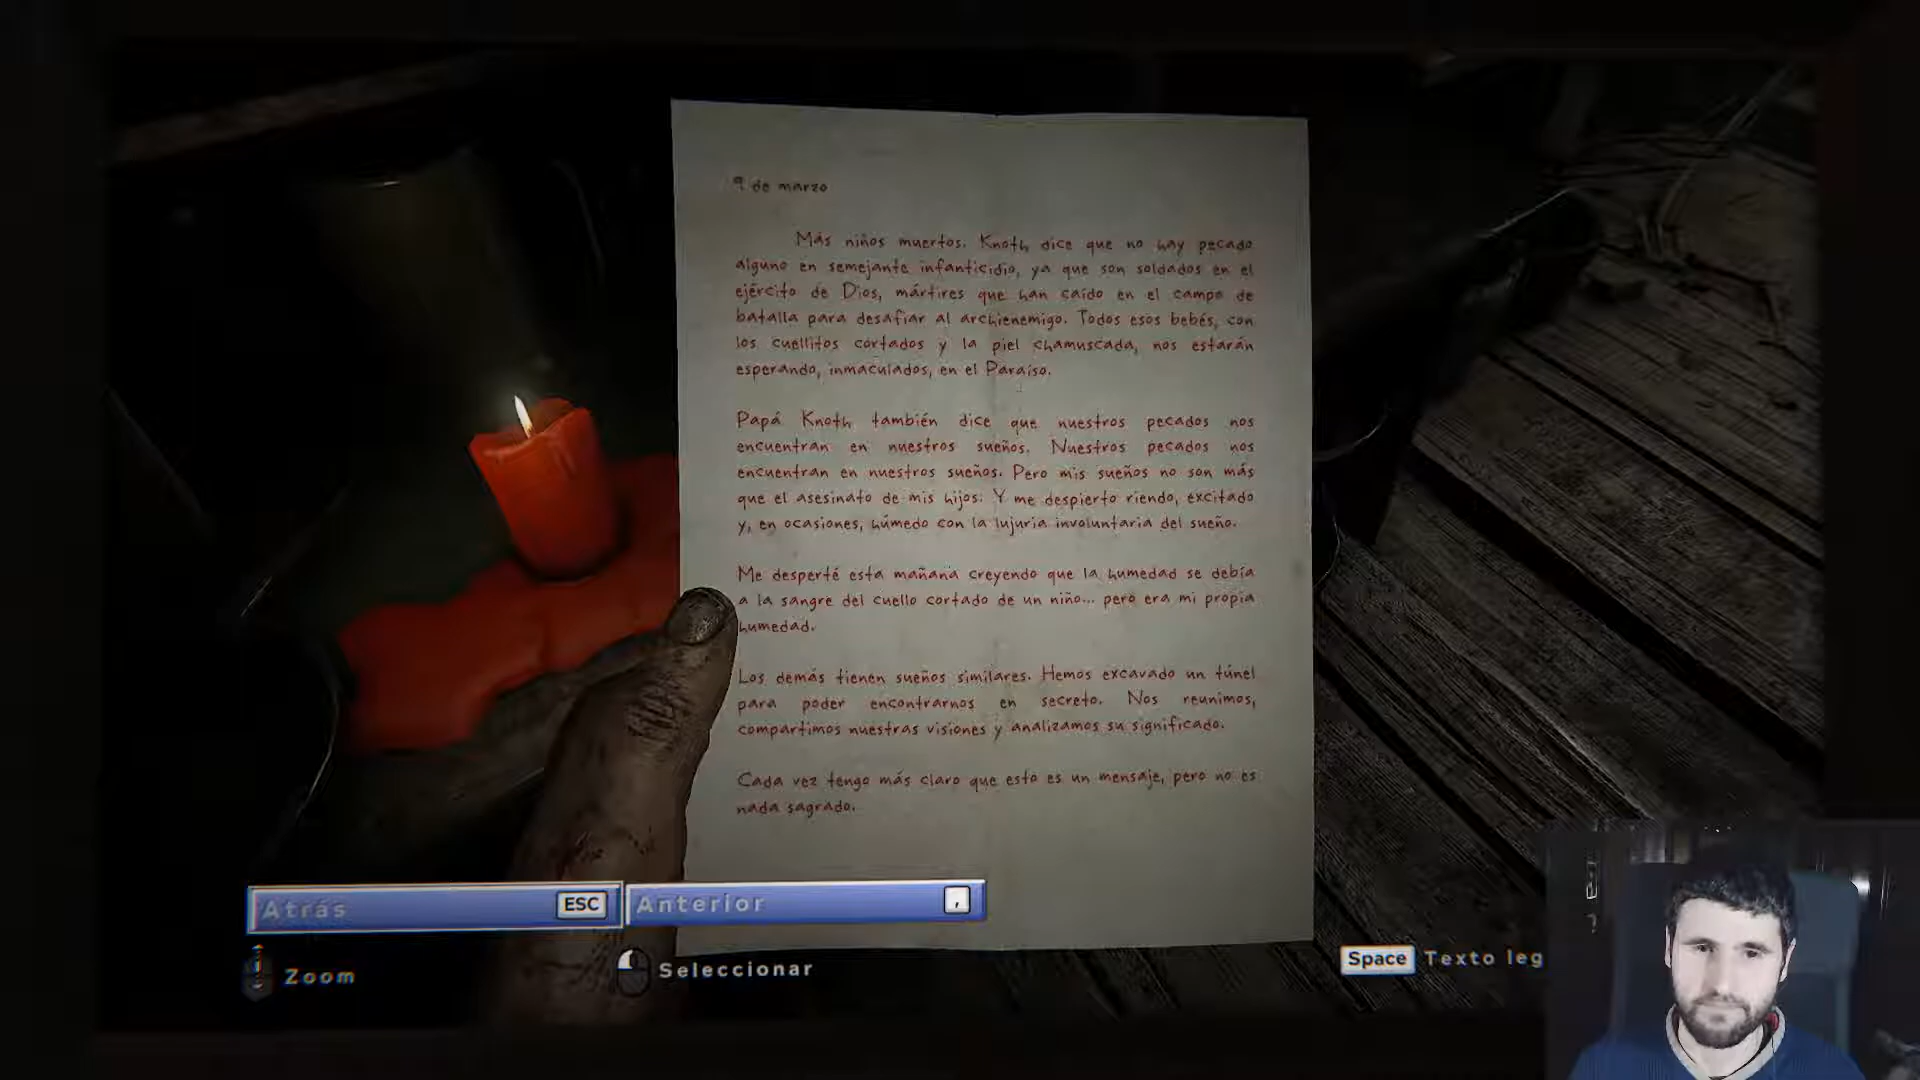 9 de marzo
Más niños muertos. Knoth dice que no hay pecado
alguno en semejante infanticidio, ya que son soldados en el
ejército de Dios, mártires que han caído en el campo de
batalla para desafiar al archienemigo. Todos esos bebés, con
los cuellitos cortados y la piel chamuscada, nos estarán
esperando, inmaculados, en el Paraíso.
Papá Knoth también dice que nuestros pecados nos
encuentran en nuestros sueños. Nuestros pecados nos
encuentran en nuestros sueños. Pero mis sueños no son más
que el asesinato de mis hijos. Y me despierto riendo, excitado
y, en ocasiones, húmedo con la lujuria involuntaria del sueño.
Me desperté esta mañana creyendo que la humedad se debía
a la sangre del cuello cortado de un niño... pero era mi propia
humedad.
Los demás tienen sueños similares. Hemos excavado un túnel
para poder encontrarnos en secreto. Nos reunimos,
compartimos nuestras visiones y analizamos su significado.
Cada vez tengo más claro que esto es un mensaje, pero no es
nada sagrado.
Atrás ESC Anterior ,
Zoom Seleccionar Space Texto leg